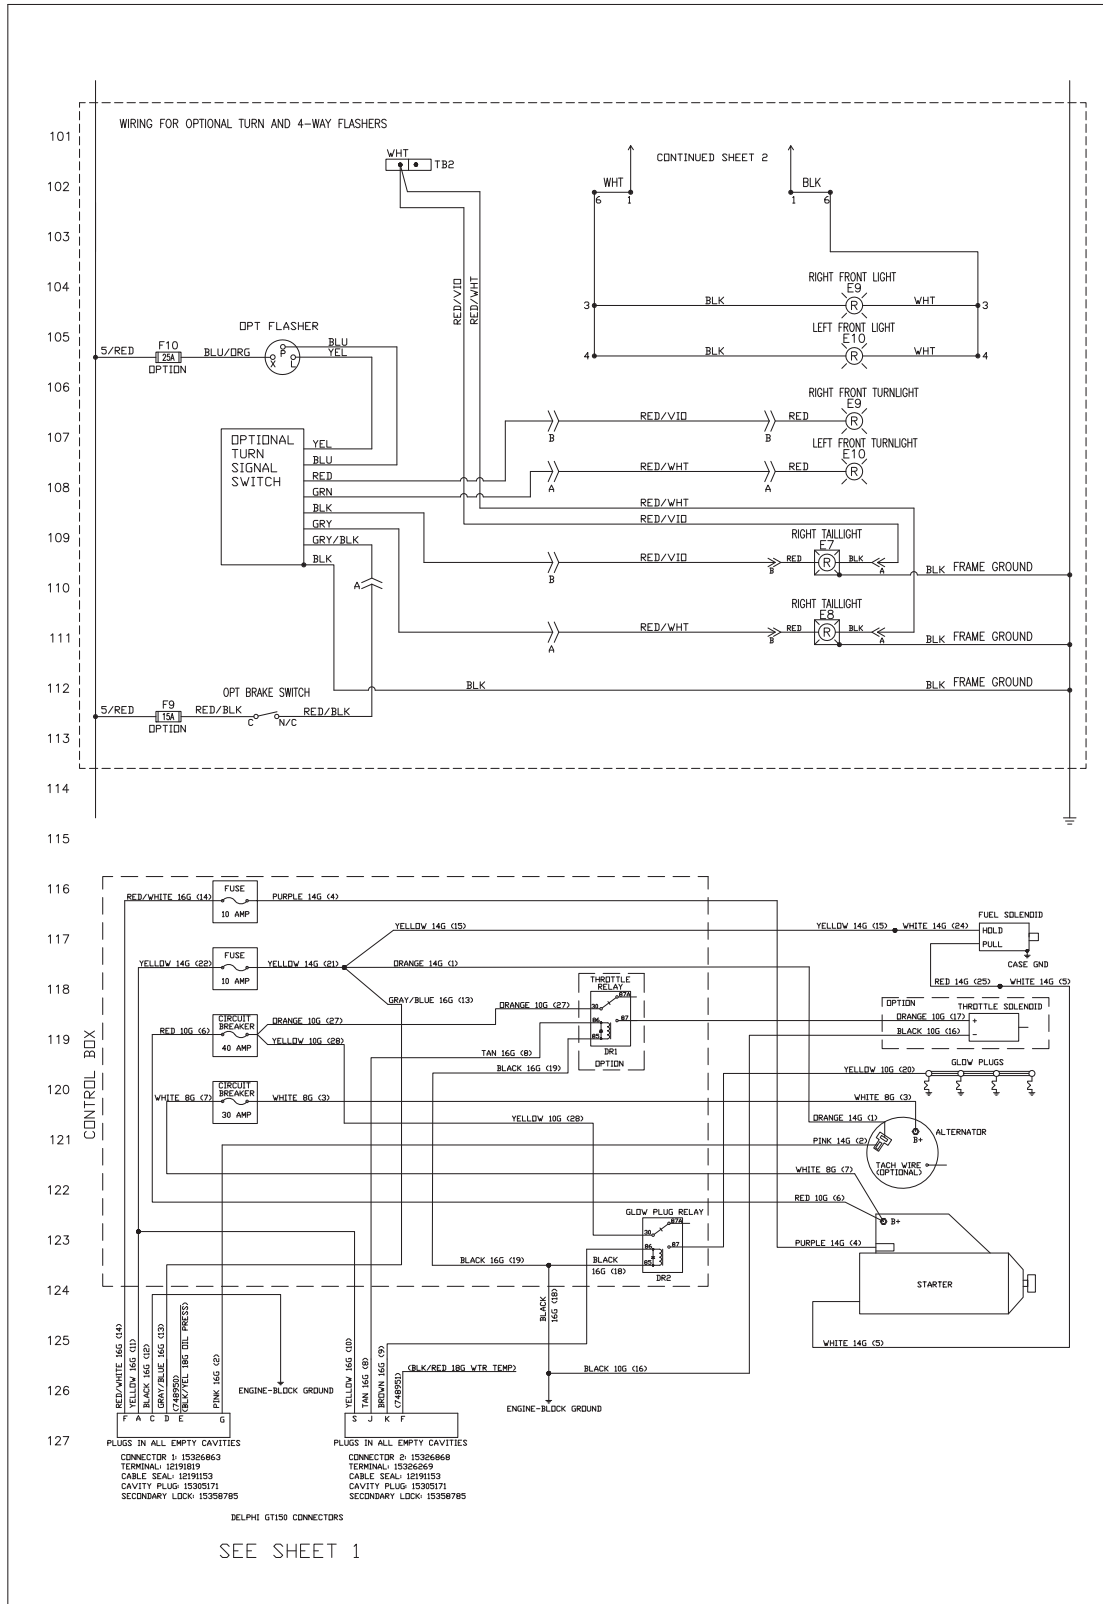 WIRING FOR OPTIONAL TURN AND 4-WAY FLASHERS
101
102
103
104
105
106
107
108
109
110
111
112
113
114
115
116
117
118
119
120
121
122
123
124
125
126
127
WHT
TB2
CONTINUED SHEET 2
WHT
6
1
BLK
1
6
RED/VIO
RED/WHT
RIGHT FRONT LIGHT
E9
3
BLK
R
WHT
3
LEFT FRONT LIGHT
E10
4
BLK
R
WHT
4
OPT FLASHER
5/RED
F10
25A
OPTION
BLU/ORG
X
P
L
BLU
YEL
RIGHT FRONT TURNLIGHT
E9
RED/VIO
RED
R
B
B
LEFT FRONT TURNLIGHT
E10
RED/WHT
RED
R
A
A
OPTIONAL
TURN
SIGNAL
SWITCH
YEL
BLU
RED
GRN
BLK
GRY
GRY/BLK
BLK
A
RED/WHT
RED/VIO
RIGHT TAILLIGHT
E7
RED/VIO
RED
R
BLK
B
B
A
BLK FRAME GROUND
RIGHT TAILLIGHT
E8
RED/WHT
RED
R
BLK
A
B
A
BLK FRAME GROUND
BLK
BLK FRAME GROUND
OPT BRAKE SWITCH
5/RED
F9
15A
OPTION
RED/BLK
C
N/C
RED/BLK
CONTROL BOX
RED/WHITE 16G (14)
FUSE
10 AMP
PURPLE 14G (4)
YELLOW 14G (15)
YELLOW 14G (15)
WHITE 14G (24)
FUEL SOLENOID
HOLD
PULL
CASE GND
YELLOW 14G (22)
FUSE
10 AMP
YELLOW 14G (21)
ORANGE 14G (1)
GRAY/BLUE 16G (13)
RED 14G (25)
WHITE 14G (5)
THROTTLE
RELAY
30
87A
86
87
85
DR1
OPTION
OPTION
THROTTLE SOLENOID
+
−
ORANGE 10G (17)
BLACK 10G (16)
RED 10G (6)
CIRCUIT
BREAKER
40 AMP
ORANGE 10G (27)
ORANGE 10G (27)
YELLOW 10G (28)
TAN 16G (8)
BLACK 16G (19)
YELLOW 10G (20)
GLOW PLUGS
WHITE 8G (7)
CIRCUIT
BREAKER
30 AMP
WHITE 8G (3)
YELLOW 10G (28)
WHITE 8G (3)
ORANGE 14G (1)
PINK 14G (2)
B+
ALTERNATOR
TACH WIRE
(OPTIONAL)
WHITE 8G (7)
RED 10G (6)
B+
PURPLE 14G (4)
STARTER
WHITE 14G (5)
GLOW PLUG RELAY
30
87A
86
87
85
DR2
BLACK 16G (19)
BLACK
16G (18)
BLACK
16G (18)
BLACK 10G (16)
ENGINE-BLOCK GROUND
ENGINE-BLOCK GROUND
RED/WHITE 16G (14)
YELLOW 16G (11)
BLACK 16G (12)
GRAY/BLUE 16G (13)
(748950)
(BLK/YEL 18G OIL PRESS)
PINK 16G (2)
F A C D E G
YELLOW 16G (10)
TAN 16G (8)
BROWN 16G (9)
(748951)
(BLK/RED 18G WTR TEMP)
S J K F
PLUGS IN ALL EMPTY CAVITIES
CONNECTOR 1: 15326863
TERMINAL: 12191819
CABLE SEAL: 12191153
CAVITY PLUG: 15305171
SECONDARY LOCK: 15358785
PLUGS IN ALL EMPTY CAVITIES
CONNECTOR 2: 15326868
TERMINAL: 15326269
CABLE SEAL: 12191153
CAVITY PLUG: 15305171
SECONDARY LOCK: 15358785
DELPHI GT150 CONNECTORS
SEE SHEET 1